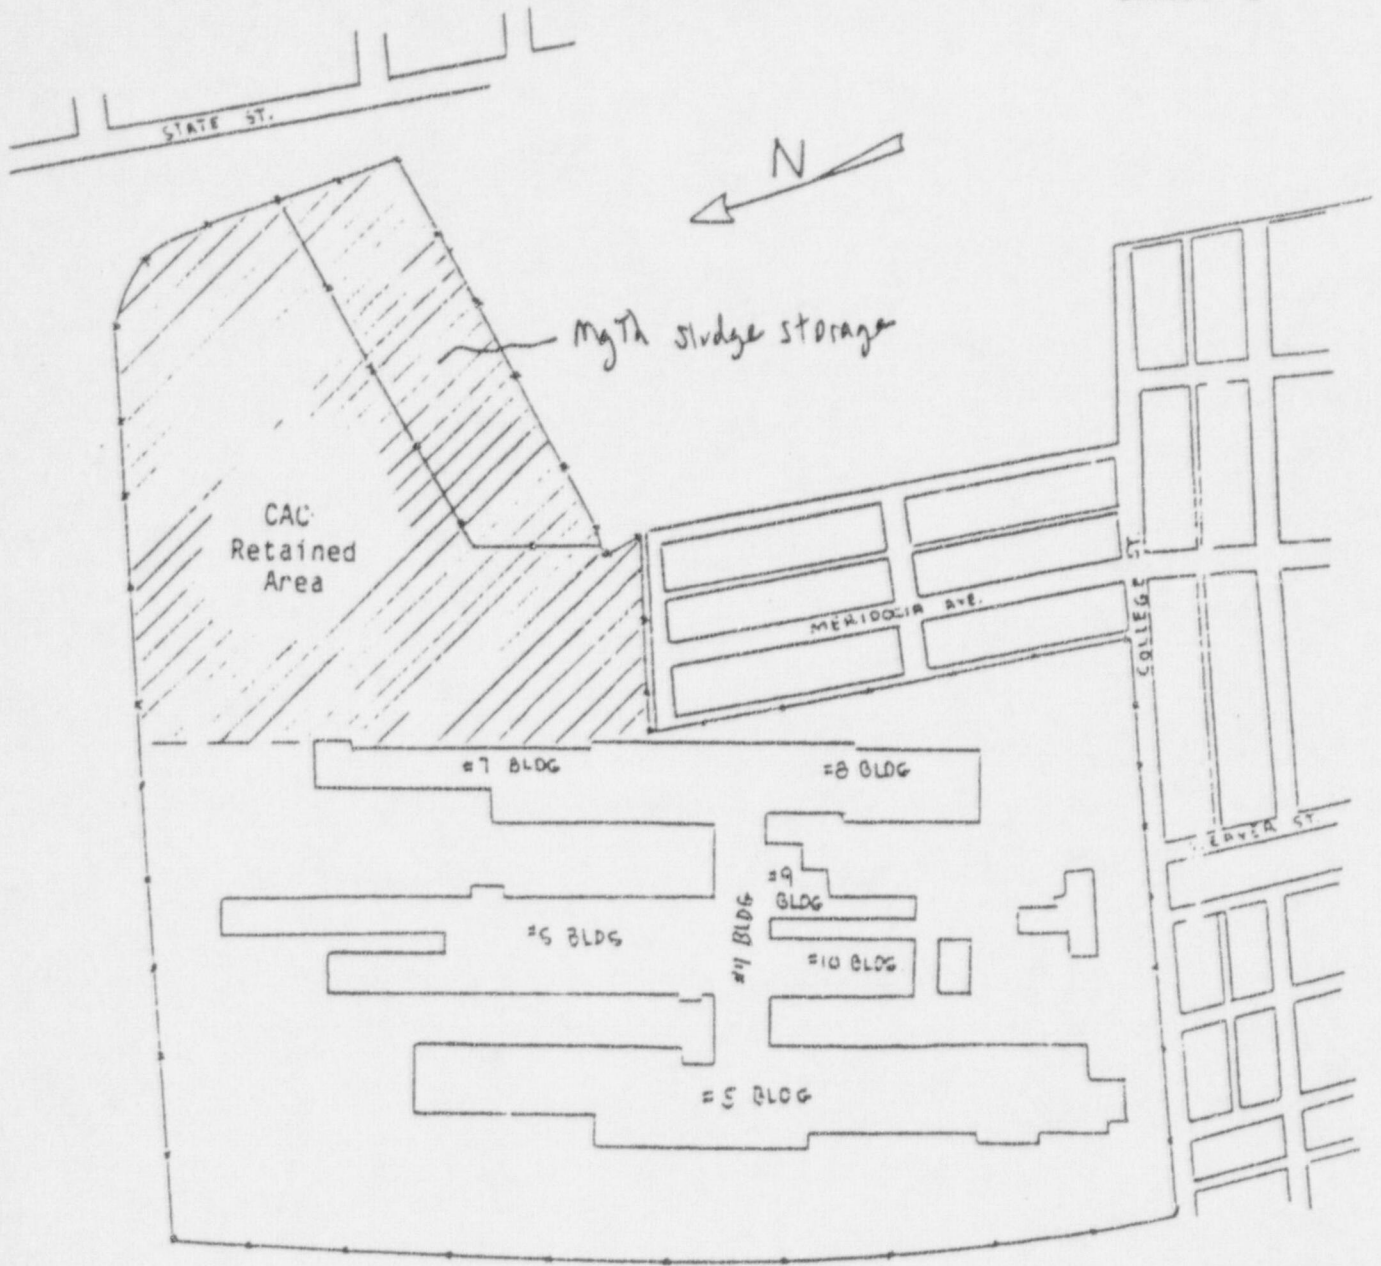 STATE ST.
N
MgTh sludge storage
CAC
Retained
Area
MERIDOCIA AVE.
COLLEGE ST
#7 BLDG
#8 BLDG
#9
BLDG
#4 BLDG
#5 BLDG
#10 BLDG
ST
#5 BLDG